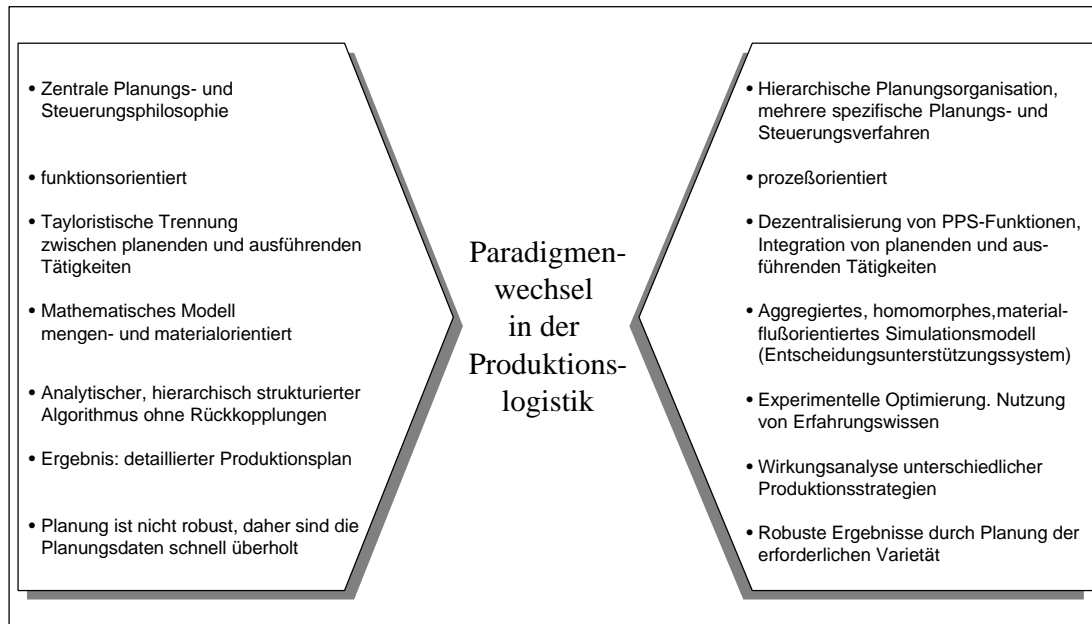 • Zentrale Planungs- und
Steuerungsphilosophie
• funktionsorientiert
• Tayloristische Trennung
zwischen planenden und ausführenden
Tätigkeiten
• Mathematisches Modell
mengen- und materialorientiert
• Analytischer, hierarchisch strukturierter
Algorithmus ohne Rückkopplungen
• Ergebnis: detaillierter Produktionsplan
• Planung ist nicht robust, daher sind die
Planungsdaten schnell überholt
Paradigmen-
wechsel
in der
Produktions-
logistik
• Hierarchische Planungsorganisation,
mehrere spezifische Planungs- und
Steuerungsverfahren
• prozeßorientiert
• Dezentralisierung von PPS-Funktionen,
Integration von planenden und aus-
führenden Tätigkeiten
• Aggregiertes, homomorphes,material-
flußorientiertes Simulationsmodell
(Entscheidungsunterstützungssystem)
• Experimentelle Optimierung. Nutzung
von Erfahrungswissen
• Wirkungsanalyse unterschiedlicher
Produktionsstrategien
• Robuste Ergebnisse durch Planung der
erforderlichen Varietät